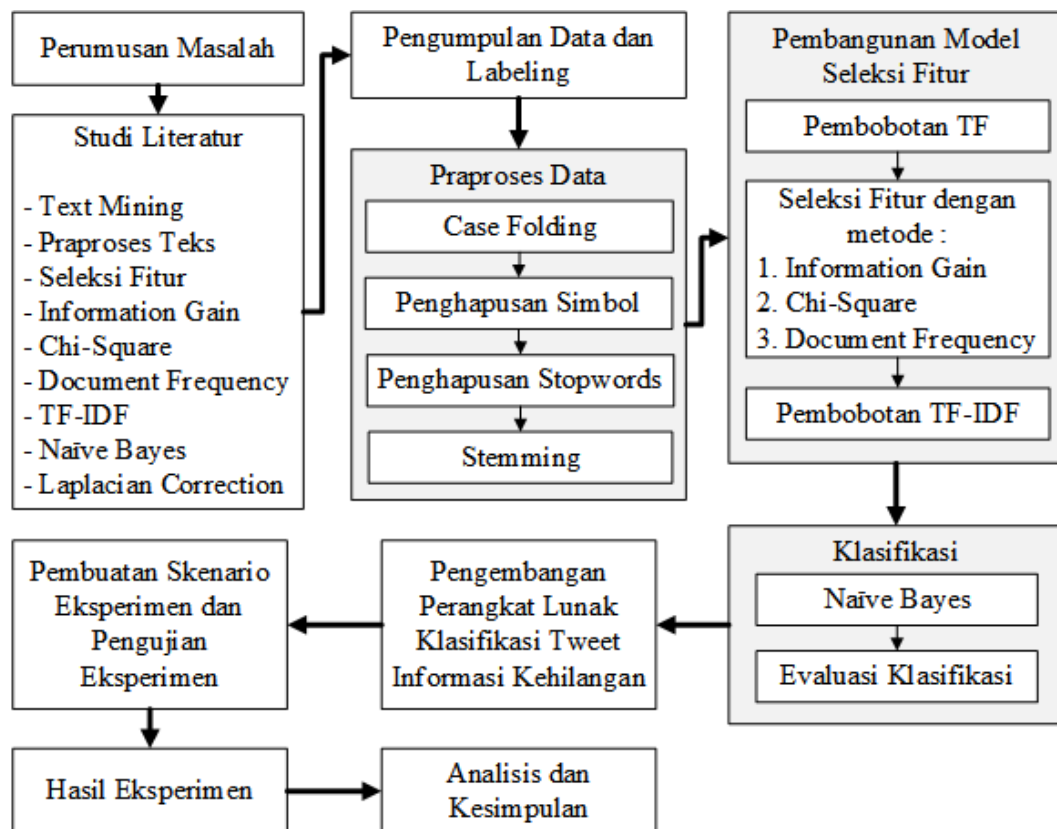 Perumusan Masalah
Studi Literatur
- Text Mining
- Praproses Teks
- Seleksi Fitur
- Information Gain
- Chi-Square
- Document Frequency
- TF-IDF
- Naīve Bayes
- Laplacian Correction
Pengumpulan Data dan
Labeling
Praproses Data
Case Folding
Penghapusan Simbol
Penghapusan Stopwords
Stemming
Pembangunan Model
Seleksi Fitur
Pembobotan TF
Seleksi Fitur dengan
metode :
1. Information Gain
2. Chi-Square
3. Document Frequency
Pembobotan TF-IDF
Klasifikasi
Naīve Bayes
Evaluasi Klasifikasi
Pengembangan
Perangkat Lunak
Klasifikasi Tweet
Informasi Kehilangan
Pembuatan Skenario
Eksperimen dan
Pengujian
Eksperimen
Hasil Eksperimen
Analisis dan
Kesimpulan